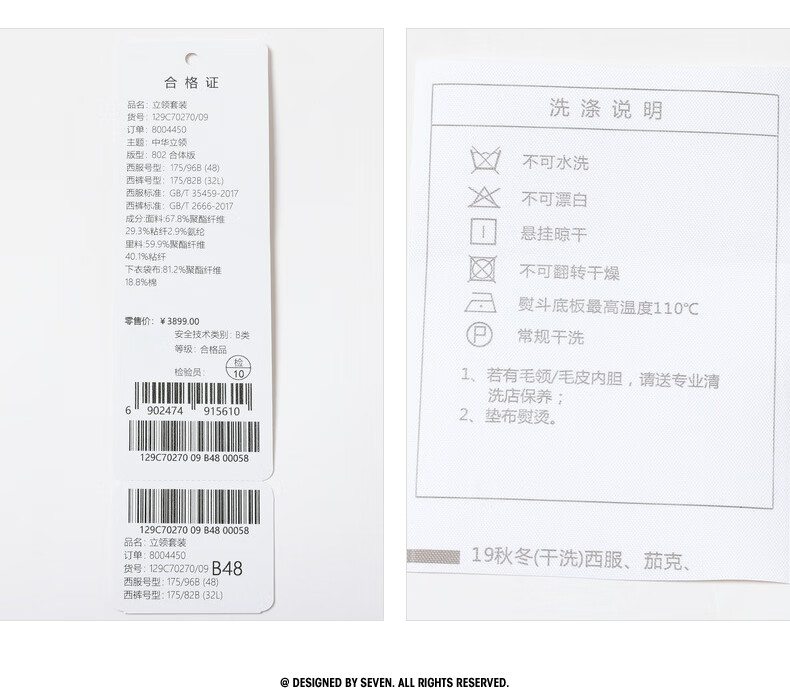 合格证
品名：立领套装
货号：129C70270/09
订单：8004450
主题：中华立领
版型：802 合体版
西服号型：175/96B (48)
西裤号型：175/82B (32L)
西服标准：GB/T 35459-2017
西裤标准：GB/T 2666-2017
成分:面料:67.8%聚酯纤维
29.3%粘纤2.9%氨纶
里料:59.9%聚酯纤维
40.1%粘纤
下衣袋布:81.2%聚酯纤维
18.8%棉
零售价：￥3899.00
安全技术类别：B类
等级：合格品
检验员：
检
10
6 902474 915610
129C70270 09 B48 00058
129C70270 09 B48 00058
品名：立领套装
订单：8004450
货号：129C70270/09 B48
西服号型：175/96B (48)
西裤号型：175/82B (32L)
洗涤说明
不可水洗
不可漂白
悬挂晾干
不可翻转干燥
熨斗底板最高温度110℃
P 常规干洗
1、若有毛领/毛皮内胆，请送专业清
洗店保养；
2、垫布熨烫。
19秋冬(干洗)西服、茄克、
@ DESIGNED BY SEVEN. ALL RIGHTS RESERVED.